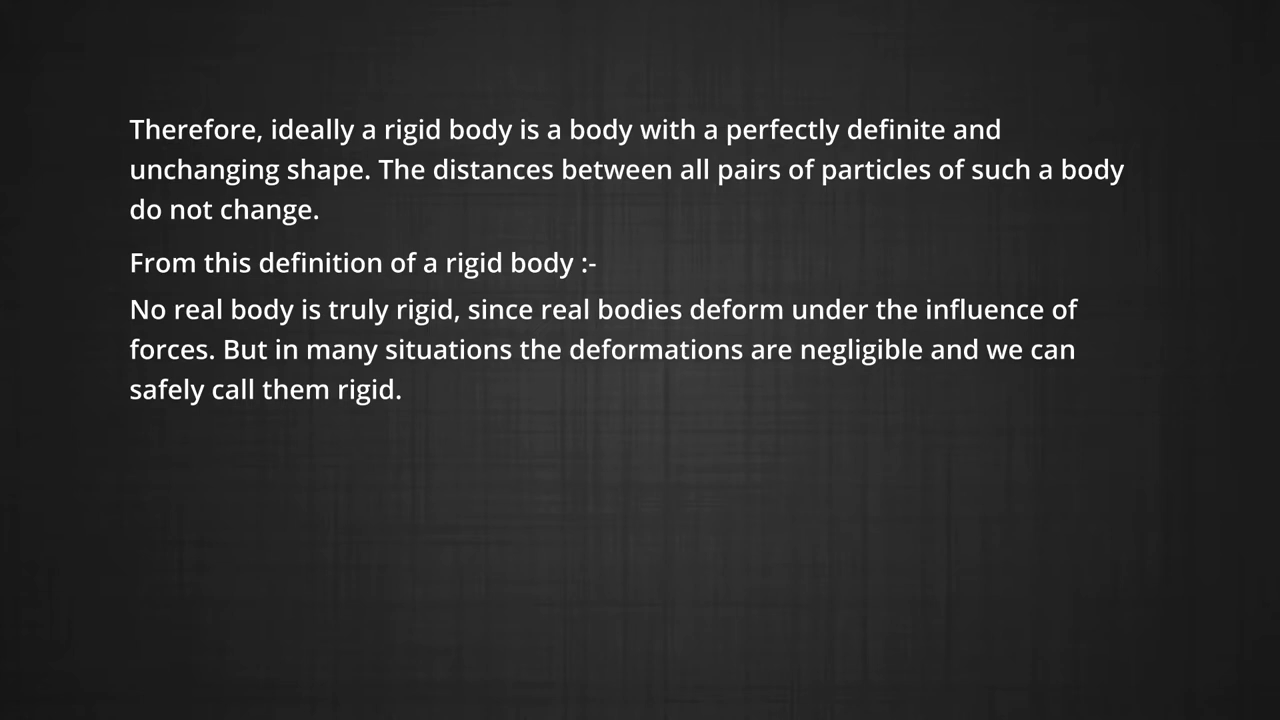 Therefore, ideally a rigid body is a body with a perfectly definite and
unchanging shape. The distances between all pairs of particles of such a body
do not change.
From this definition of a rigid body :-
No real body is truly rigid, since real bodies deform under the influence of
forces. But in many situations the deformations are negligible and we can
safely call them rigid.